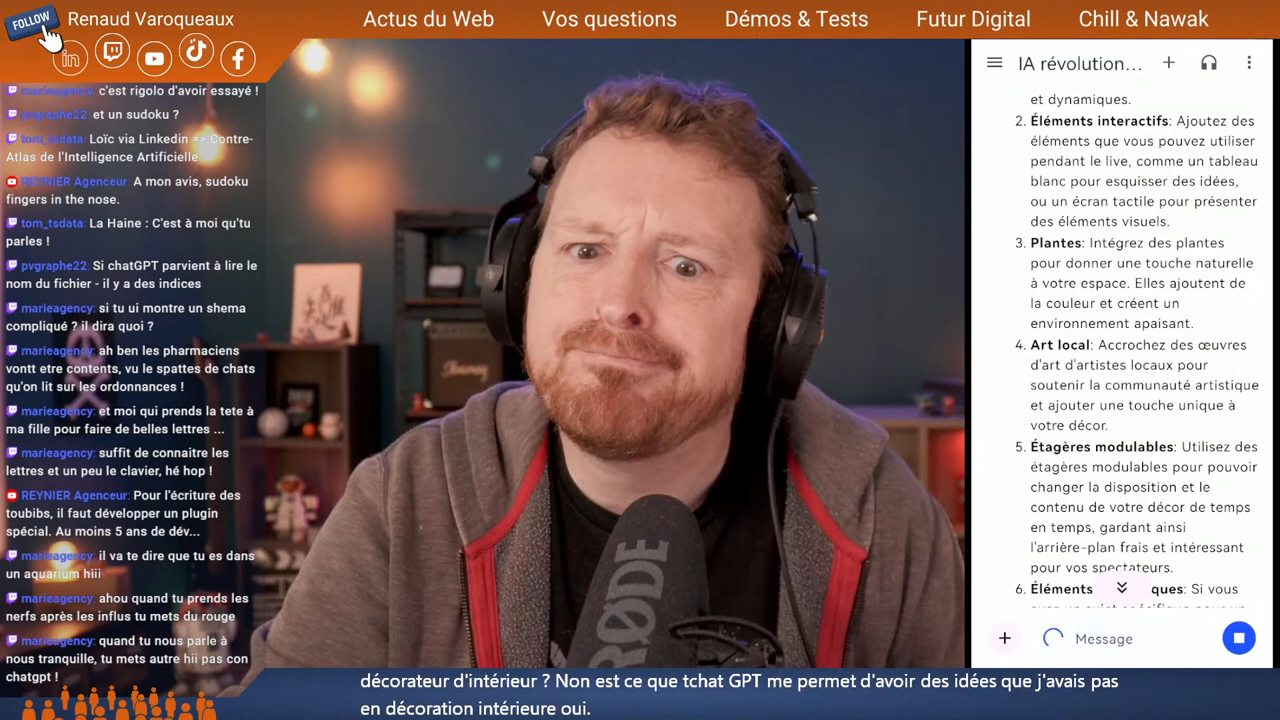 FOLLOW
Renaud Varoqueaux
Actus du Web
Vos questions
Démos & Tests
Futur Digital
Chill & Nawak
in
marieagency: c'est rigolo d'avoir essayé !
pvgraphe22: et un sudoku ?
tom_tsdata: Loïc via Linkedin => Contre-
Atlas de l'Intelligence Artificielle
REYNIER Agenceur: A mon avis, sudoku
fingers in the nose.
tom_tsdata: La Haine : C'est à moi qu'tu
parles !
pvgraphe22: Si chatGPT parvient à lire le
nom du fichier - il y a des indices
marieagency: si tu ui montre un shema
compliqué ? il dira quoi ?
marieagency: ah ben les pharmaciens
vontt etre contents, vu le spattes de chats
qu'on lit sur les ordonnances !
marieagency: et moi qui prends la tete à
ma fille pour faire de belles lettres ...
marieagency: suffit de connaitre les
lettres et un peu le clavier, hé hop !
REYNIER Agenceur: Pour l'écriture des
toubibs, il faut développer un plugin
spécial. Au moins 5 ans de dév...
marieagency: il va te dire que tu es dans
un aquarium hiii
marieagency: ahou quand tu prends les
nerfs après les influs tu mets du rouge
marieagency: quand tu nous parle à
nous tranquille, tu mets autre hii pas con
chatgpt !
RØDE
IA révolution...
et dynamiques.
2. Éléments interactifs: Ajoutez des
éléments que vous pouvez utiliser
pendant le live, comme un tableau
blanc pour esquisser des idées,
ou un écran tactile pour présenter
des éléments visuels.
3. Plantes: Intégrez des plantes
pour donner une touche naturelle
à votre espace. Elles ajoutent de
la couleur et créent un
environnement apaisant.
4. Art local: Accrochez des œuvres
d'art d'artistes locaux pour
soutenir la communauté artistique
et ajouter une touche unique à
votre décor.
5. Étagères modulables: Utilisez des
étagères modulables pour pouvoir
changer la disposition et le
contenu de votre décor de temps
en temps, gardant ainsi
l'arrière-plan frais et intéressant
pour vos spectateurs.
6. Éléments ques: Si vous
Message
décorateur d'intérieur ? Non est ce que tchat GPT me permet d'avoir des idées que j'avais pas
en décoration intérieure oui.